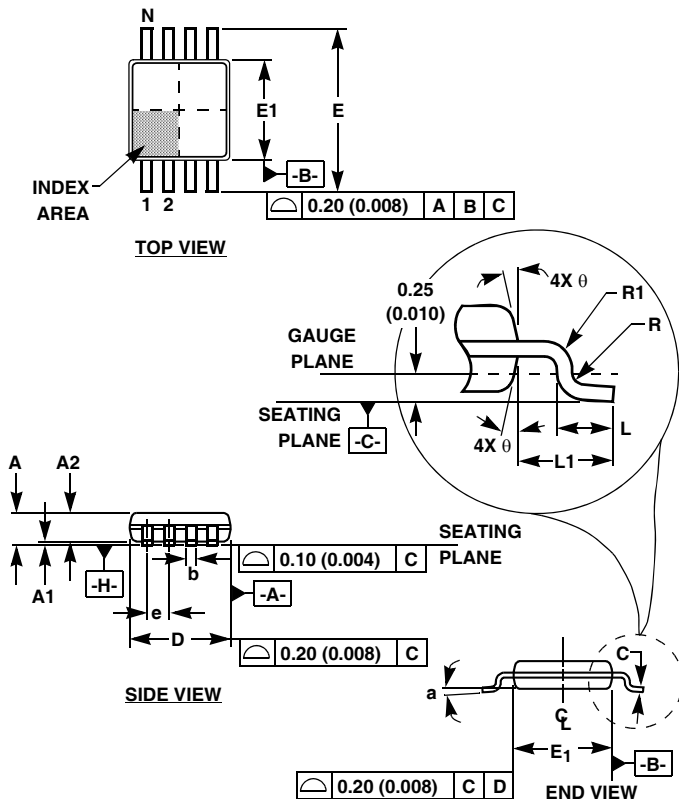 N
E1
E
-B-
INDEX
AREA
1 2
0.20 (0.008) A B C
TOP VIEW
4X θ
0.25
(0.010)
R1
R
GAUGE
PLANE
SEATING
PLANE
-C-
4X θ
L
L1
A
A2
SEATING
PLANE
-H-
A1
b
0.10 (0.004) C
-A-
e
D
0.20 (0.008) C
SIDE VIEW
C
a
CL
E1
-B-
0.20 (0.008) C D
END VIEW